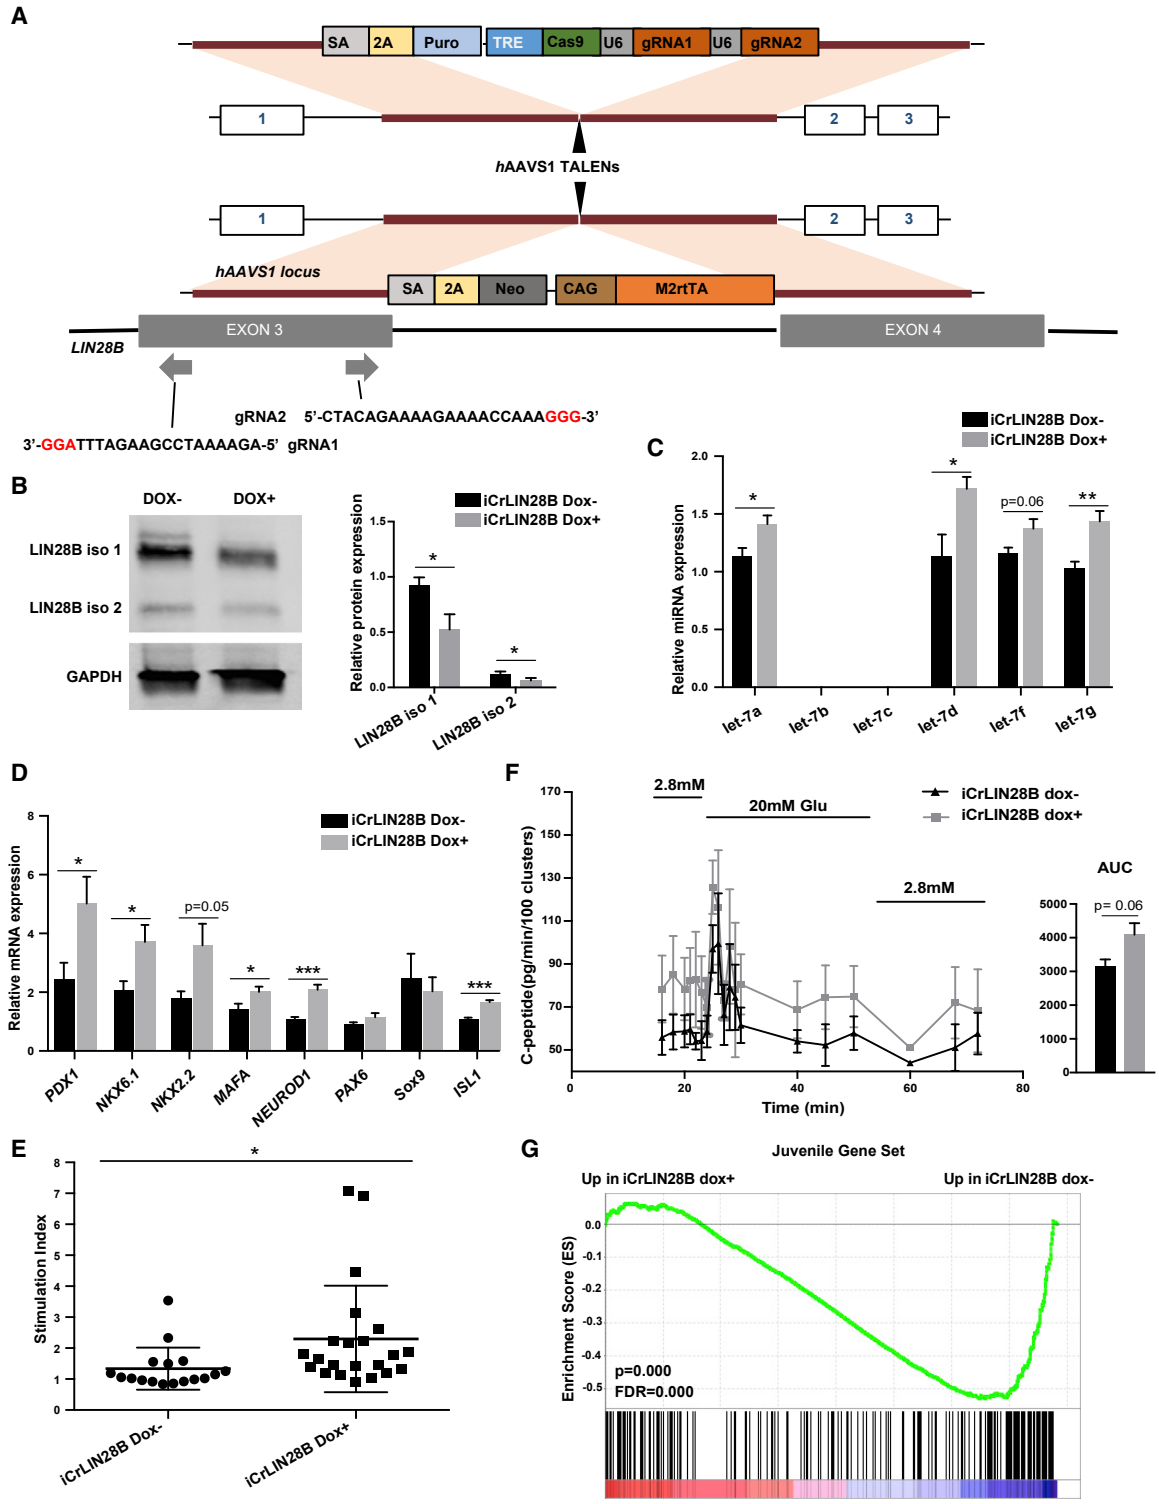 A
SA 2A Puro TRE Cas9 U6 gRNA1 U6 gRNA2
1 2 3
hAAVS1 TALENs
1 2 3
hAAVS1 locus
SA 2A Neo CAG M2rtTA
EXON 3 EXON 4
LIN28B
gRNA2 5'-CTACAGAAAAGAAAACCAAAGGG-3'
3'-GGATTTAGAAGCCTAAAAGA-5' gRNA1
B
DOX- DOX+
LIN28B iso 1
LIN28B iso 2
GAPDH
iCrLIN28B Dox-
iCrLIN28B Dox+
Relative protein expression
1.5
1.0
0.5
0.0
*
*
LIN28B iso 1
LIN28B iso 2
C
iCrLIN28B Dox-
iCrLIN28B Dox+
Relative miRNA expression
2.0
1.5
1.0
0.5
0.0
* * p=0.06 **
let-7a let-7b let-7c let-7d let-7f let-7g
D
iCrLIN28B Dox-
iCrLIN28B Dox+
Relative mRNA expression
8
6
4
2
0
* * p=0.05 * *** ***
PDX1 NKX6.1 NKX2.2 MAFA NEUROD1 PAX6 Sox9 ISL1
F
2.8mM
20mM Glu
2.8mM
iCrLIN28B dox-
iCrLIN28B dox+
C-peptide(pg/min/100 clusters)
170
150
130
110
90
70
50
0 20 40 60 80
Time (min)
AUC
p= 0.06
5000
4000
3000
2000
1000
0
E
*
Stimulation Index
8
7
6
5
4
3
2
1
0
iCrLIN28B Dox-
iCrLIN28B Dox+
G
Juvenile Gene Set
Up in iCrLIN28B dox+ Up in iCrLIN28B dox-
Enrichment Score (ES)
0.0
-0.1
-0.2
-0.3
-0.4
-0.5
p=0.000
FDR=0.000